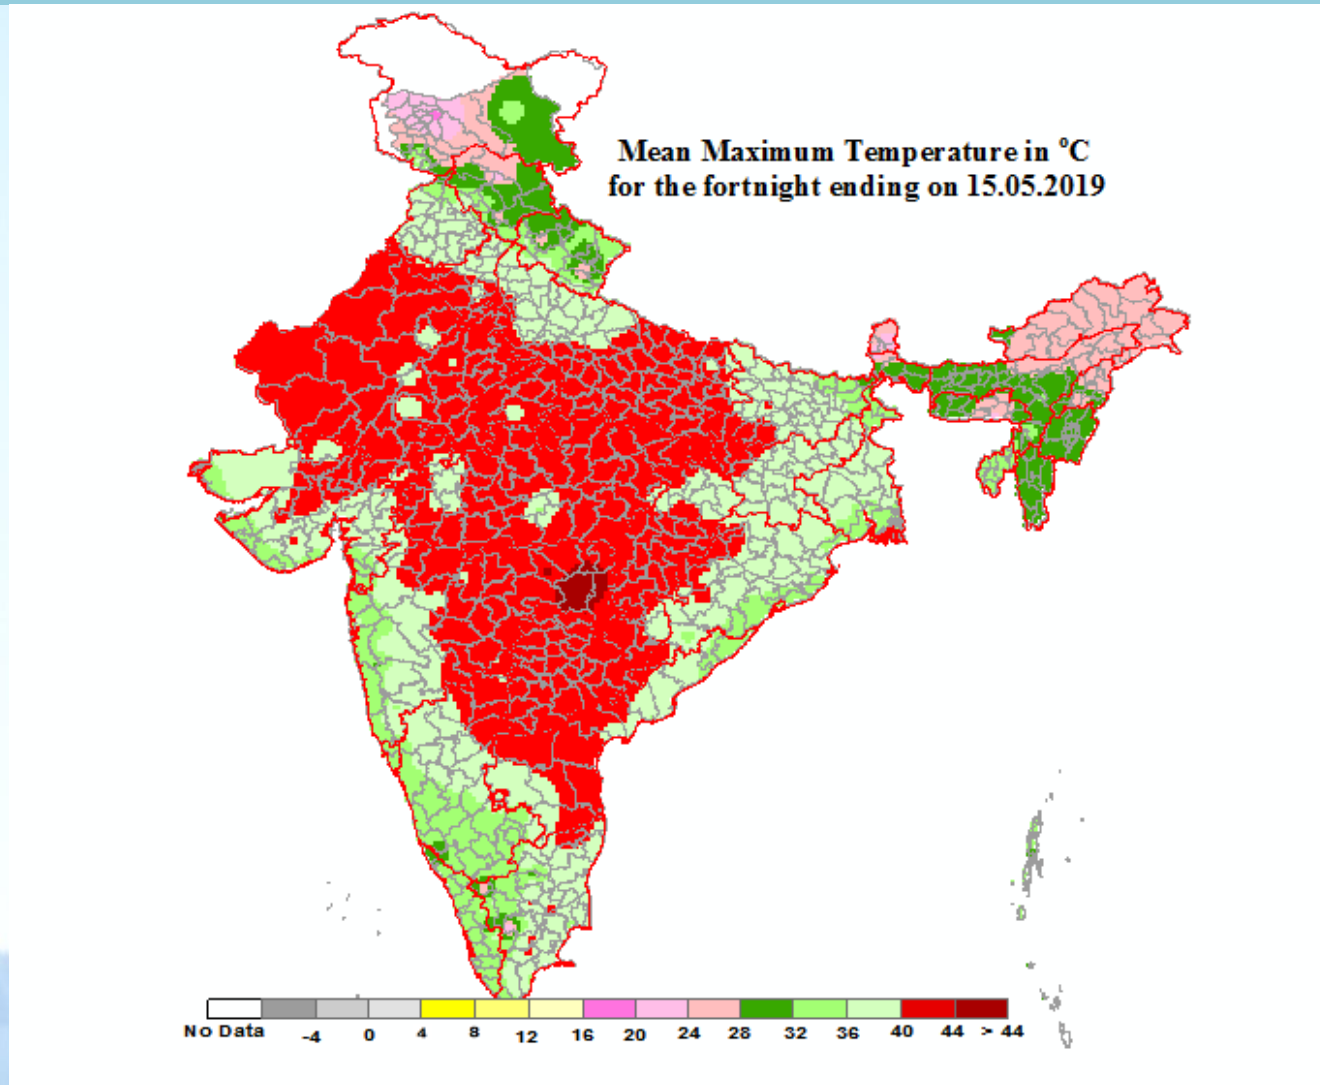 Mean Maximum Temperature in °C
for the fortnight ending on 15.05.2019
No Data -4 0 4 8 12 16 20 24 28 32 36 40 44 > 44